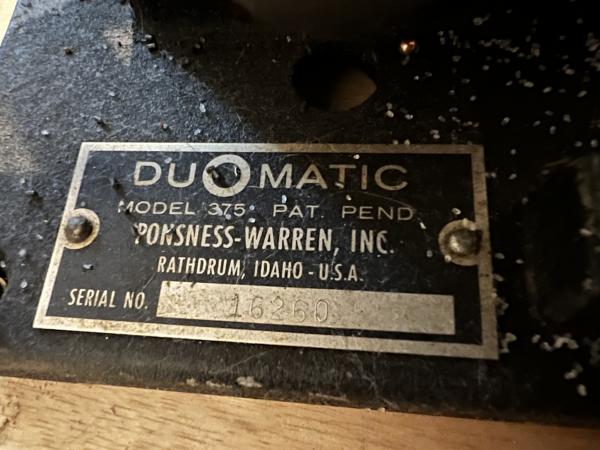 DUOMATIC
MODEL 375 PAT. PEND.
PONSNESS-WARREN, INC.
RATHDRUM, IDAHO - U.S.A.
SERIAL NO. 16260